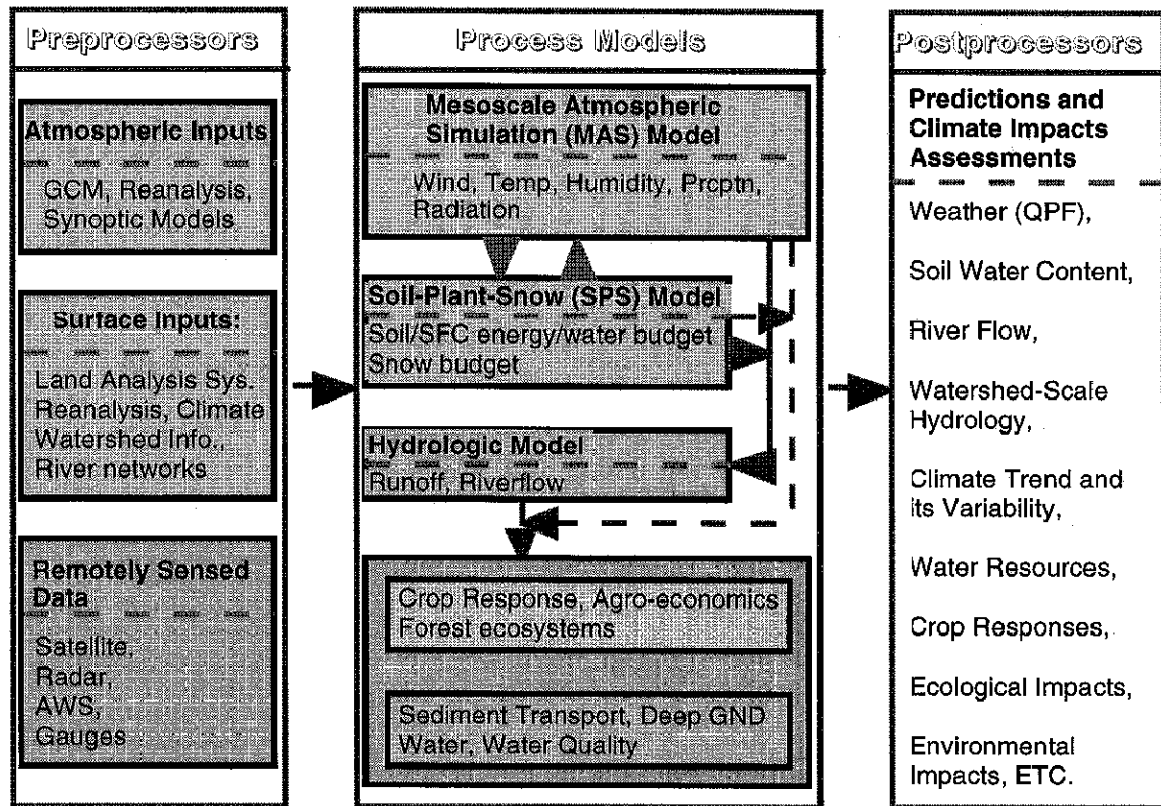 Preprocessors
Atmospheric Inputs
GCM, Reanalysis,
Synoptic Models
Surface Inputs:
Land Analysis Sys.
Reanalysis, Climate
Watershed Info.,
River networks
Remotely Sensed
Data
Satellite,
Radar,
AWS,
Gauges
Process Models
Mesoscale Atmospheric
Simulation (MAS) Model
Wind, Temp, Humidity, Prcptn,
Radiation
Soil-Plant-Snow (SPS) Model
Soil/SFC energy/water budget
Snow budget
Hydrologic Model
Runoff, Riverflow
Crop Response, Agro-economics
Forest ecosystems
Sediment Transport, Deep GND
Water, Water Quality
Postprocessors
Predictions and
Climate Impacts
Assessments
Weather (QPF),
Soil Water Content,
River Flow,
Watershed-Scale
Hydrology,
Climate Trend and
its Variability,
Water Resources,
Crop Responses,
Ecological Impacts,
Environmental
Impacts, ETC.